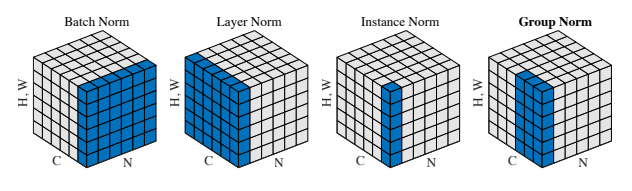 Batch Norm
Layer Norm
Instance Norm
Group Norm
H, W
C
N
H, W
C
N
H, W
C
N
H, W
C
N